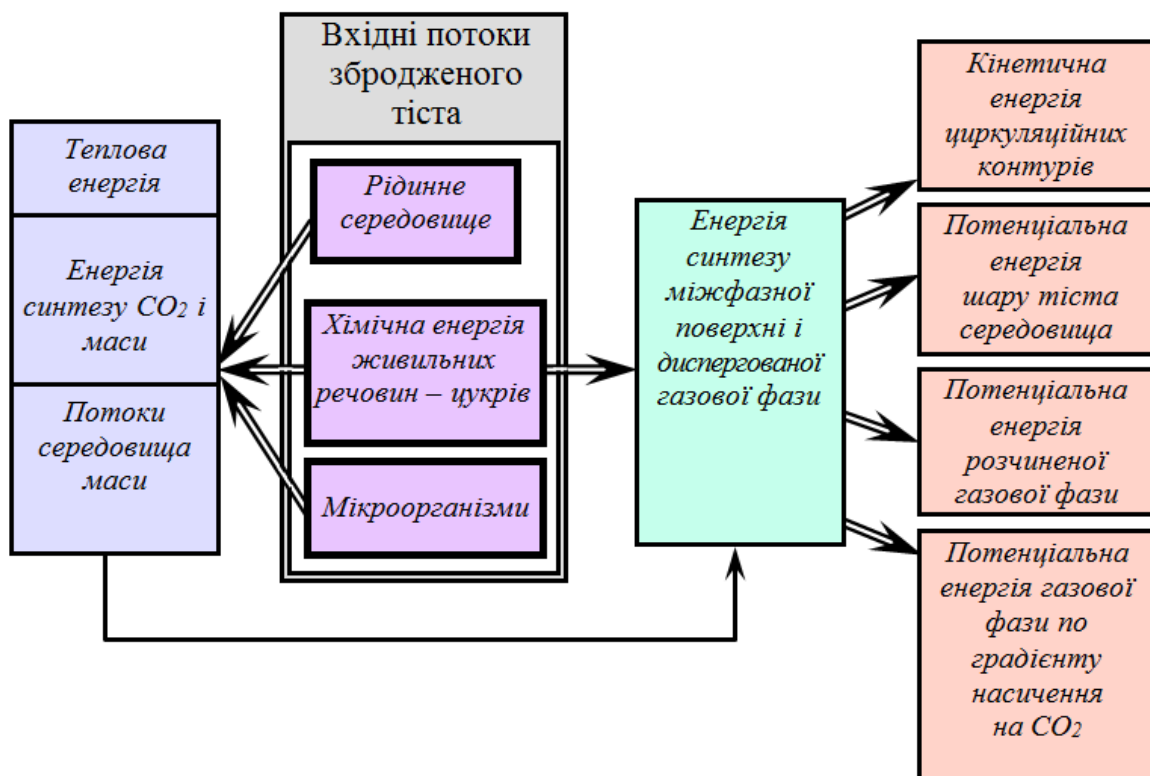 Вхідні потоки
збродженого
тіста
Теплова
енергія
Енергія
синтезу CO2 і
маси
Потоки
середовища
маси
Рідинне
середовище
Хімічна енергія
живильних
речовин – цукрів
Мікроорганізми
Енергія
синтезу
міжфазної
поверхні і
диспергованої
газової фази
Кінетична
енергія
циркуляційних
контурів
Потенціальна
енергія
шару тіста
середовища
Потенціальна
енергія
розчиненої
газової фази
Потенціальна
енергія газової
фази по
градієнту
насичення
на CO2